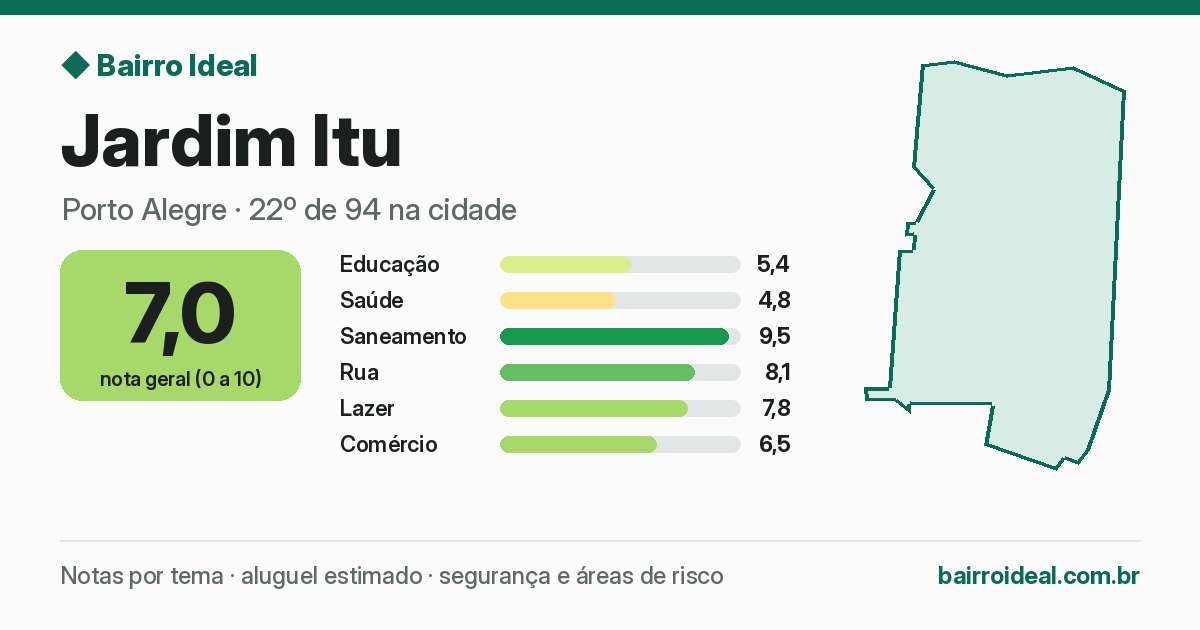 Bairro Ideal
Jardim Itu
Porto Alegre · 22º de 94 na cidade
7,0
nota geral (0 a 10)
Educação 5,4
Saúde 4,8
Saneamento 9,5
Rua 8,1
Lazer 7,8
Comércio 6,5
Notas por tema · aluguel estimado · segurança e áreas de risco
bairroideal.com.br